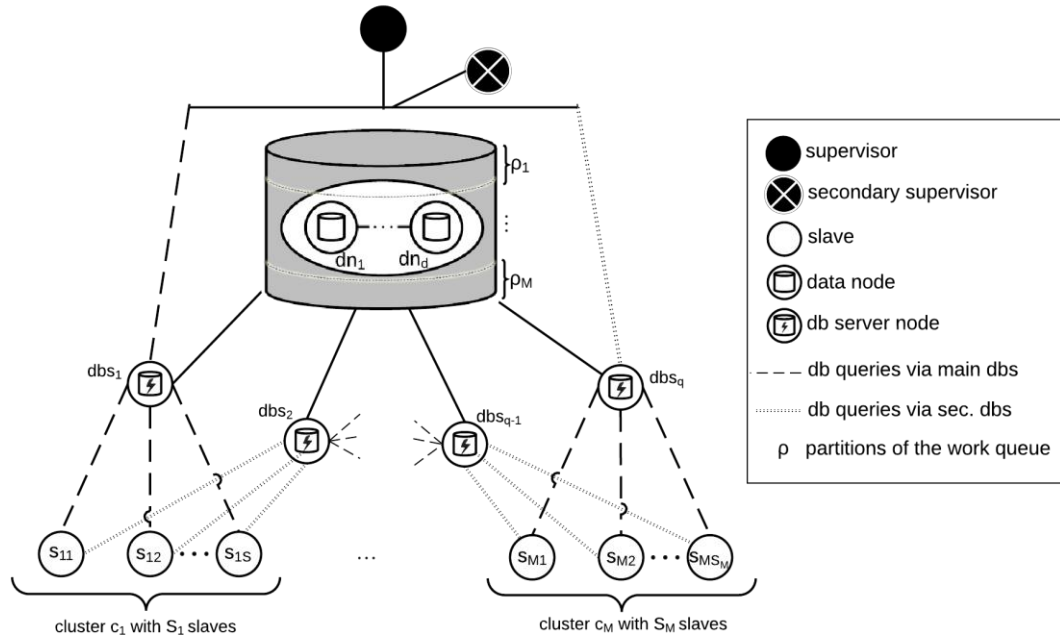 ρ1
⋮
dn1 dnd
ρM
dbs1
dbs2
dbsq-1
dbsq
s11
s12
s1S
...
sM1
sM2
sMSM
cluster c1 with S1 slaves
cluster cM with SM slaves
supervisor
secondary supervisor
slave
data node
db server node
db queries via main dbs
db queries via sec. dbs
ρ partitions of the work queue